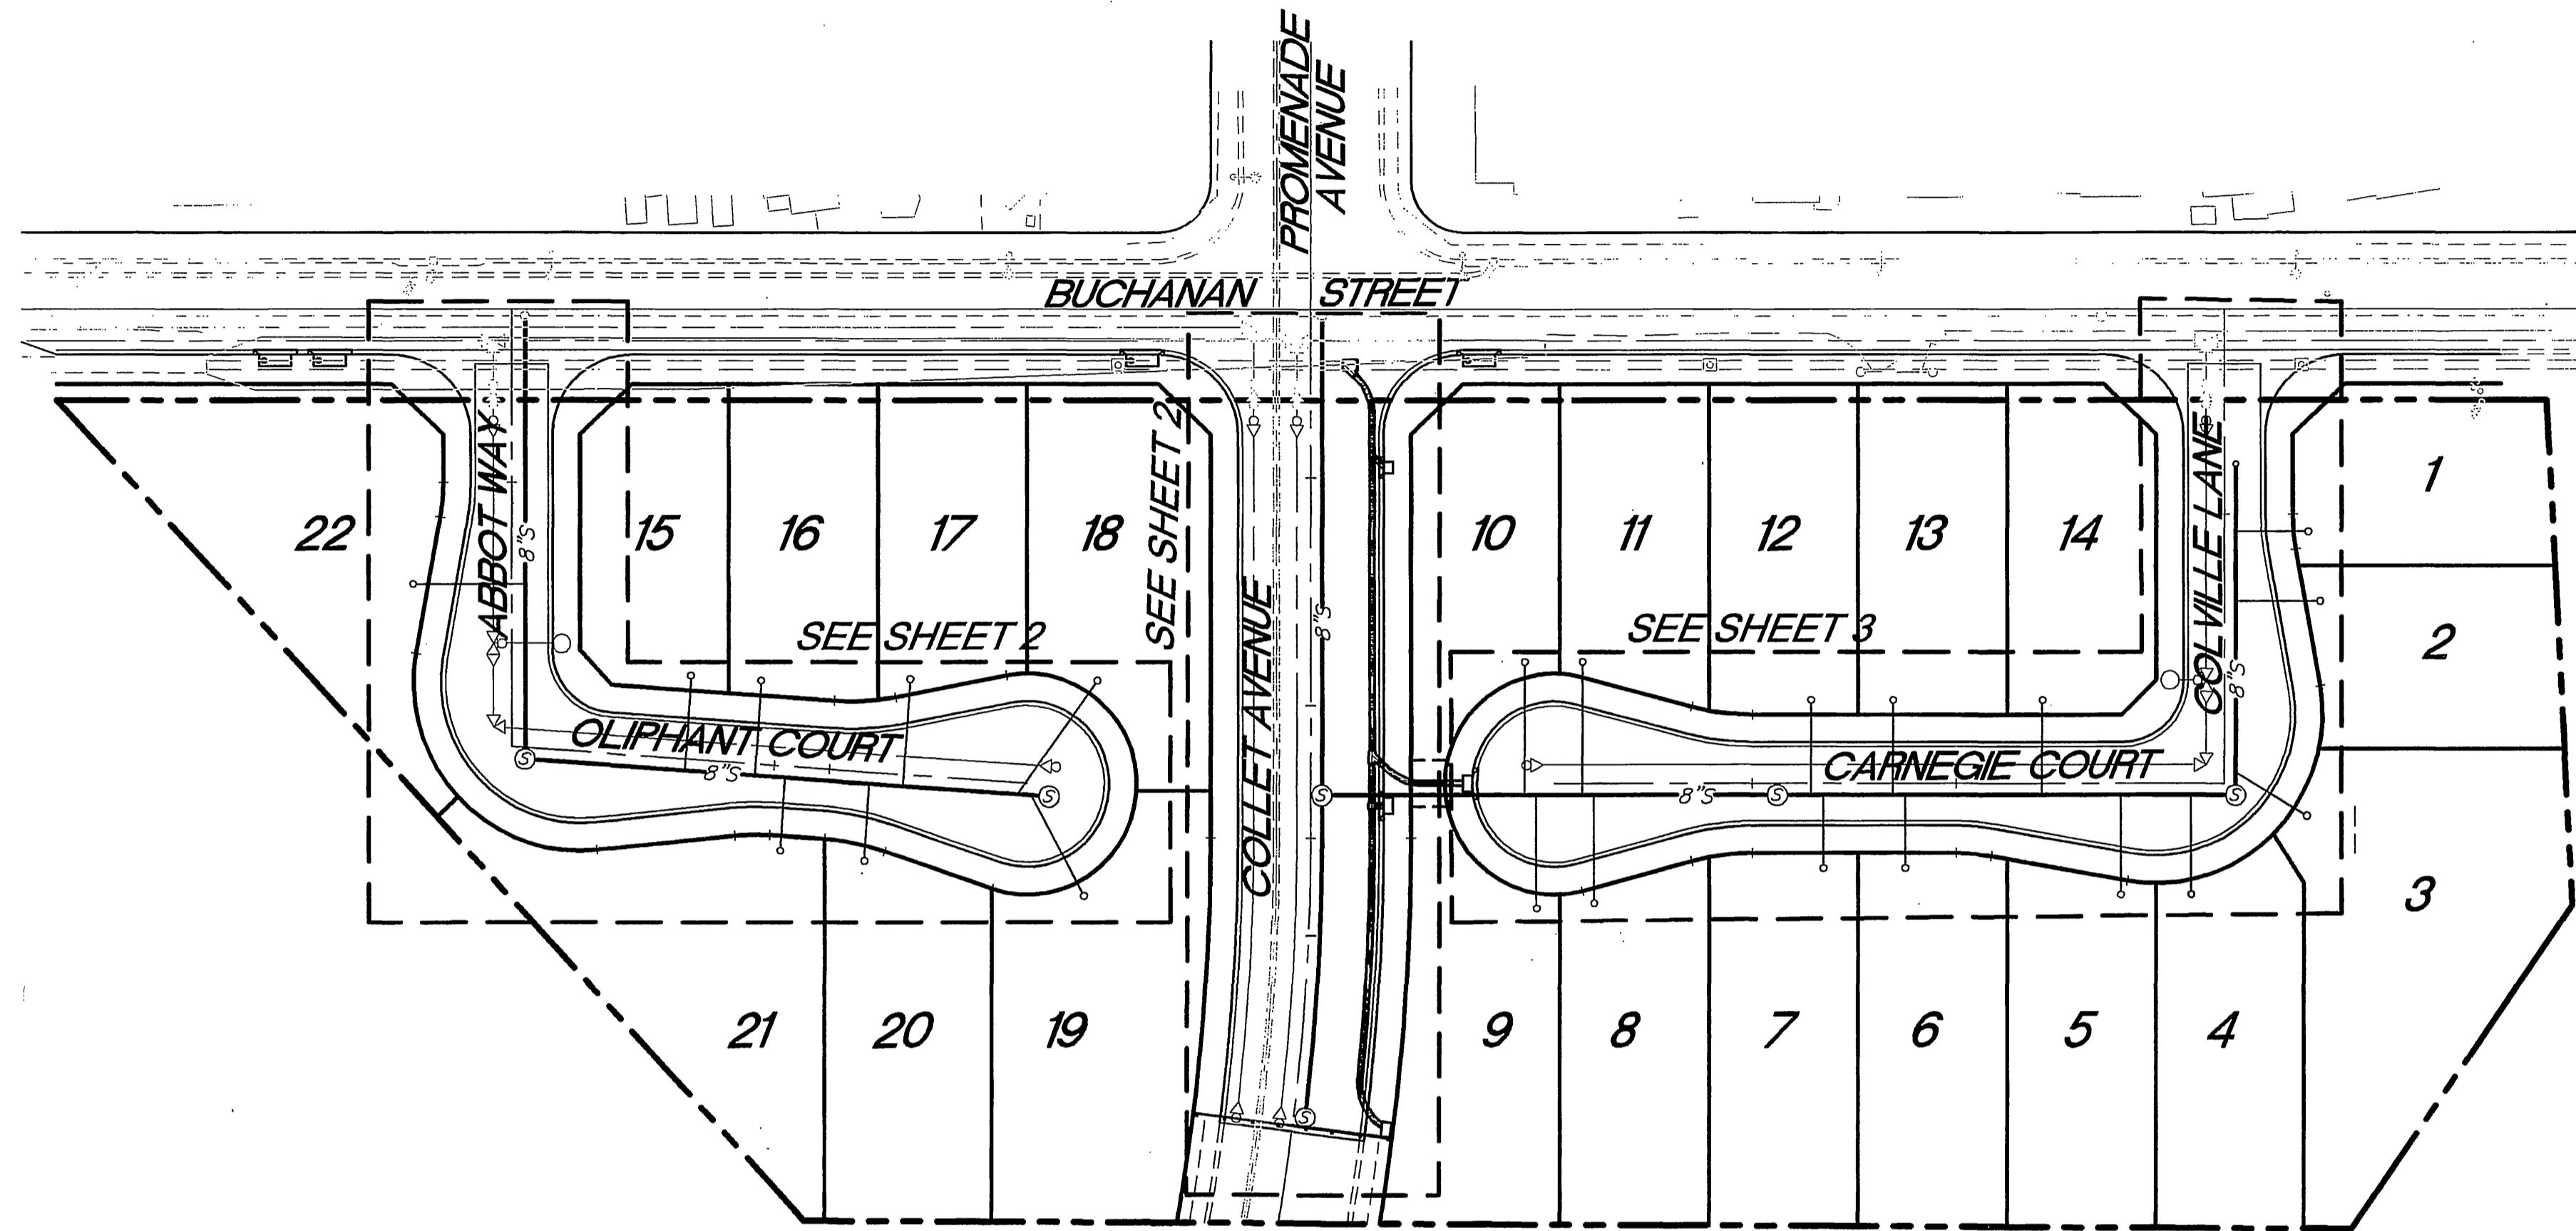 PROMENADE
AVENUE
BUCHANAN STREET
ABBOT WAY
8"S
22
15
16
17
18
SEE SHEET 2
SEE SHEET 2
COLLET AVENUE
8"S
10
11
12
13
14
SEE SHEET 3
COLVILLE LANE
8"S
1
2
3
OLIPHANT COURT
8"S
S
S
CARNEGIE COURT
8"S
S
S
S
21
20
19
S
9
8
7
6
5
4